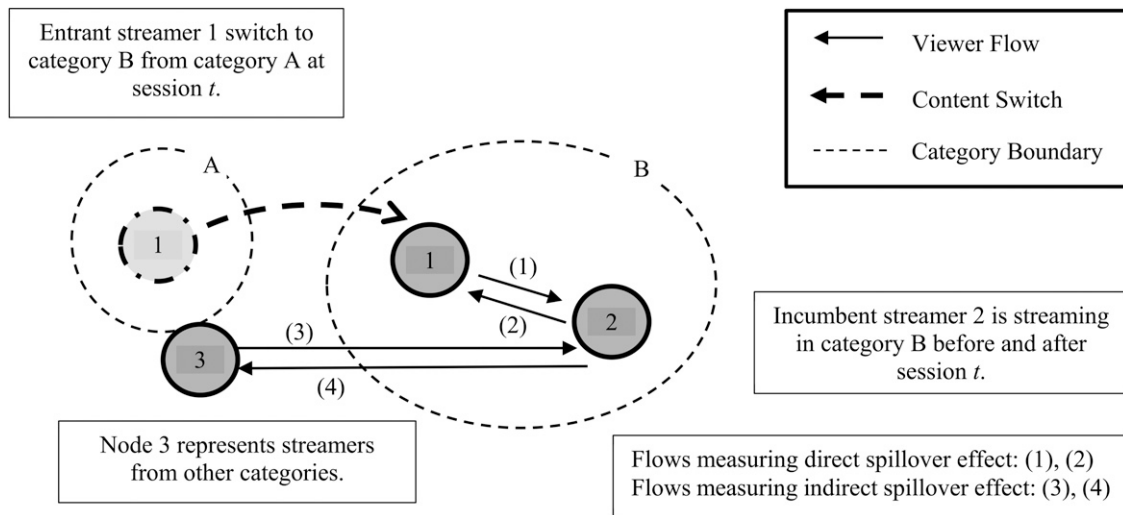 Entrant streamer 1 switch to
category B from category A at
session t.
Viewer Flow
Content Switch
Category Boundary
A
B
1
1
(1)
(2)
2
(3)
3
(4)
Incumbent streamer 2 is streaming
in category B before and after
session t.
Node 3 represents streamers
from other categories.
Flows measuring direct spillover effect: (1), (2)
Flows measuring indirect spillover effect: (3), (4)